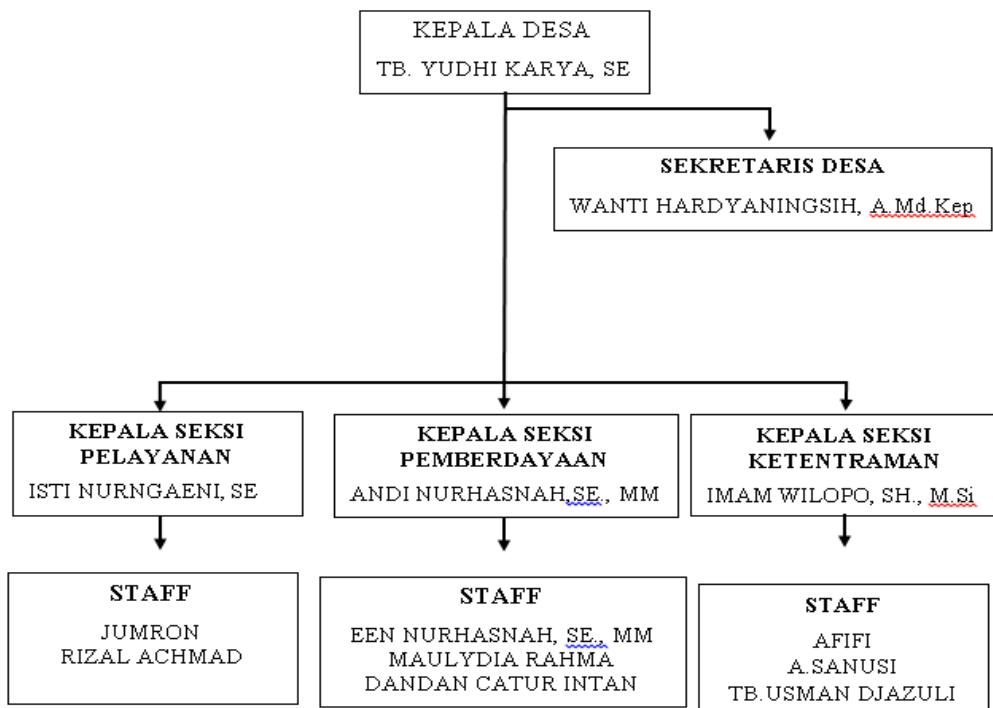 KEPALA DESA
TB. YUDHI KARYA, SE
SEKRETARIS DESA
WANTI HARDYANINGSIH, A.Md.Kep
KEPALA SEKSI
PELAYANAN
ISTI NURNGAENI, SE
KEPALA SEKSI
PEMBERDAYAAN
ANDI NURHASNAH,SE., MM
KEPALA SEKSI
KETENTRAMAN
IMAM WILOPO, SH., M.Si
STAFF
JUMRON
RIZAL ACHMAD
STAFF
EEN NURHASNAH, SE., MM
MAULYDIA RAHMA
DANDAN CATUR INTAN
STAFF
AFIFI
A.SANUSI
TB.USMAN DJAZULI